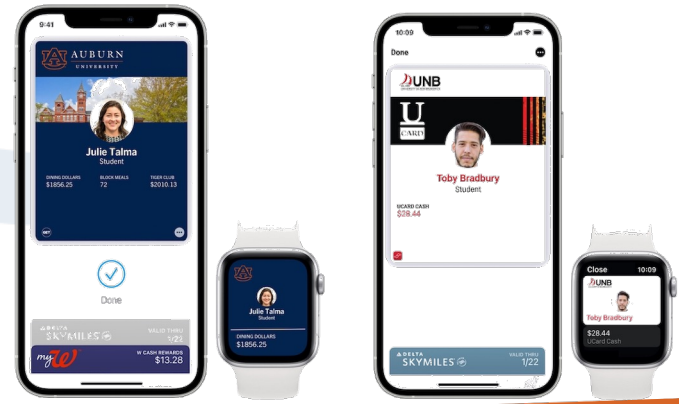 9:41
AUBURN
UNIVERSITY
Julie Talma
Student
DINING DOLLARS
BLOCK MEALS
TIGER CLUB
$1856.25
72
$2010.13
GET
Done
DELTA
SKYMILES
VALID THRU
1/22
my W
W CASH REWARDS
$13.28
Julie Talma
Student
DINING DOLLARS
$1856.25
10:09
Done
UNB
U
CARD
Toby Bradbury
Student
UCARD CASH
$28.44
DELTA
SKYMILES
VALID THRU
1/22
Close
10:09
UNB
Toby Bradbury
$28.44
UCard Cash